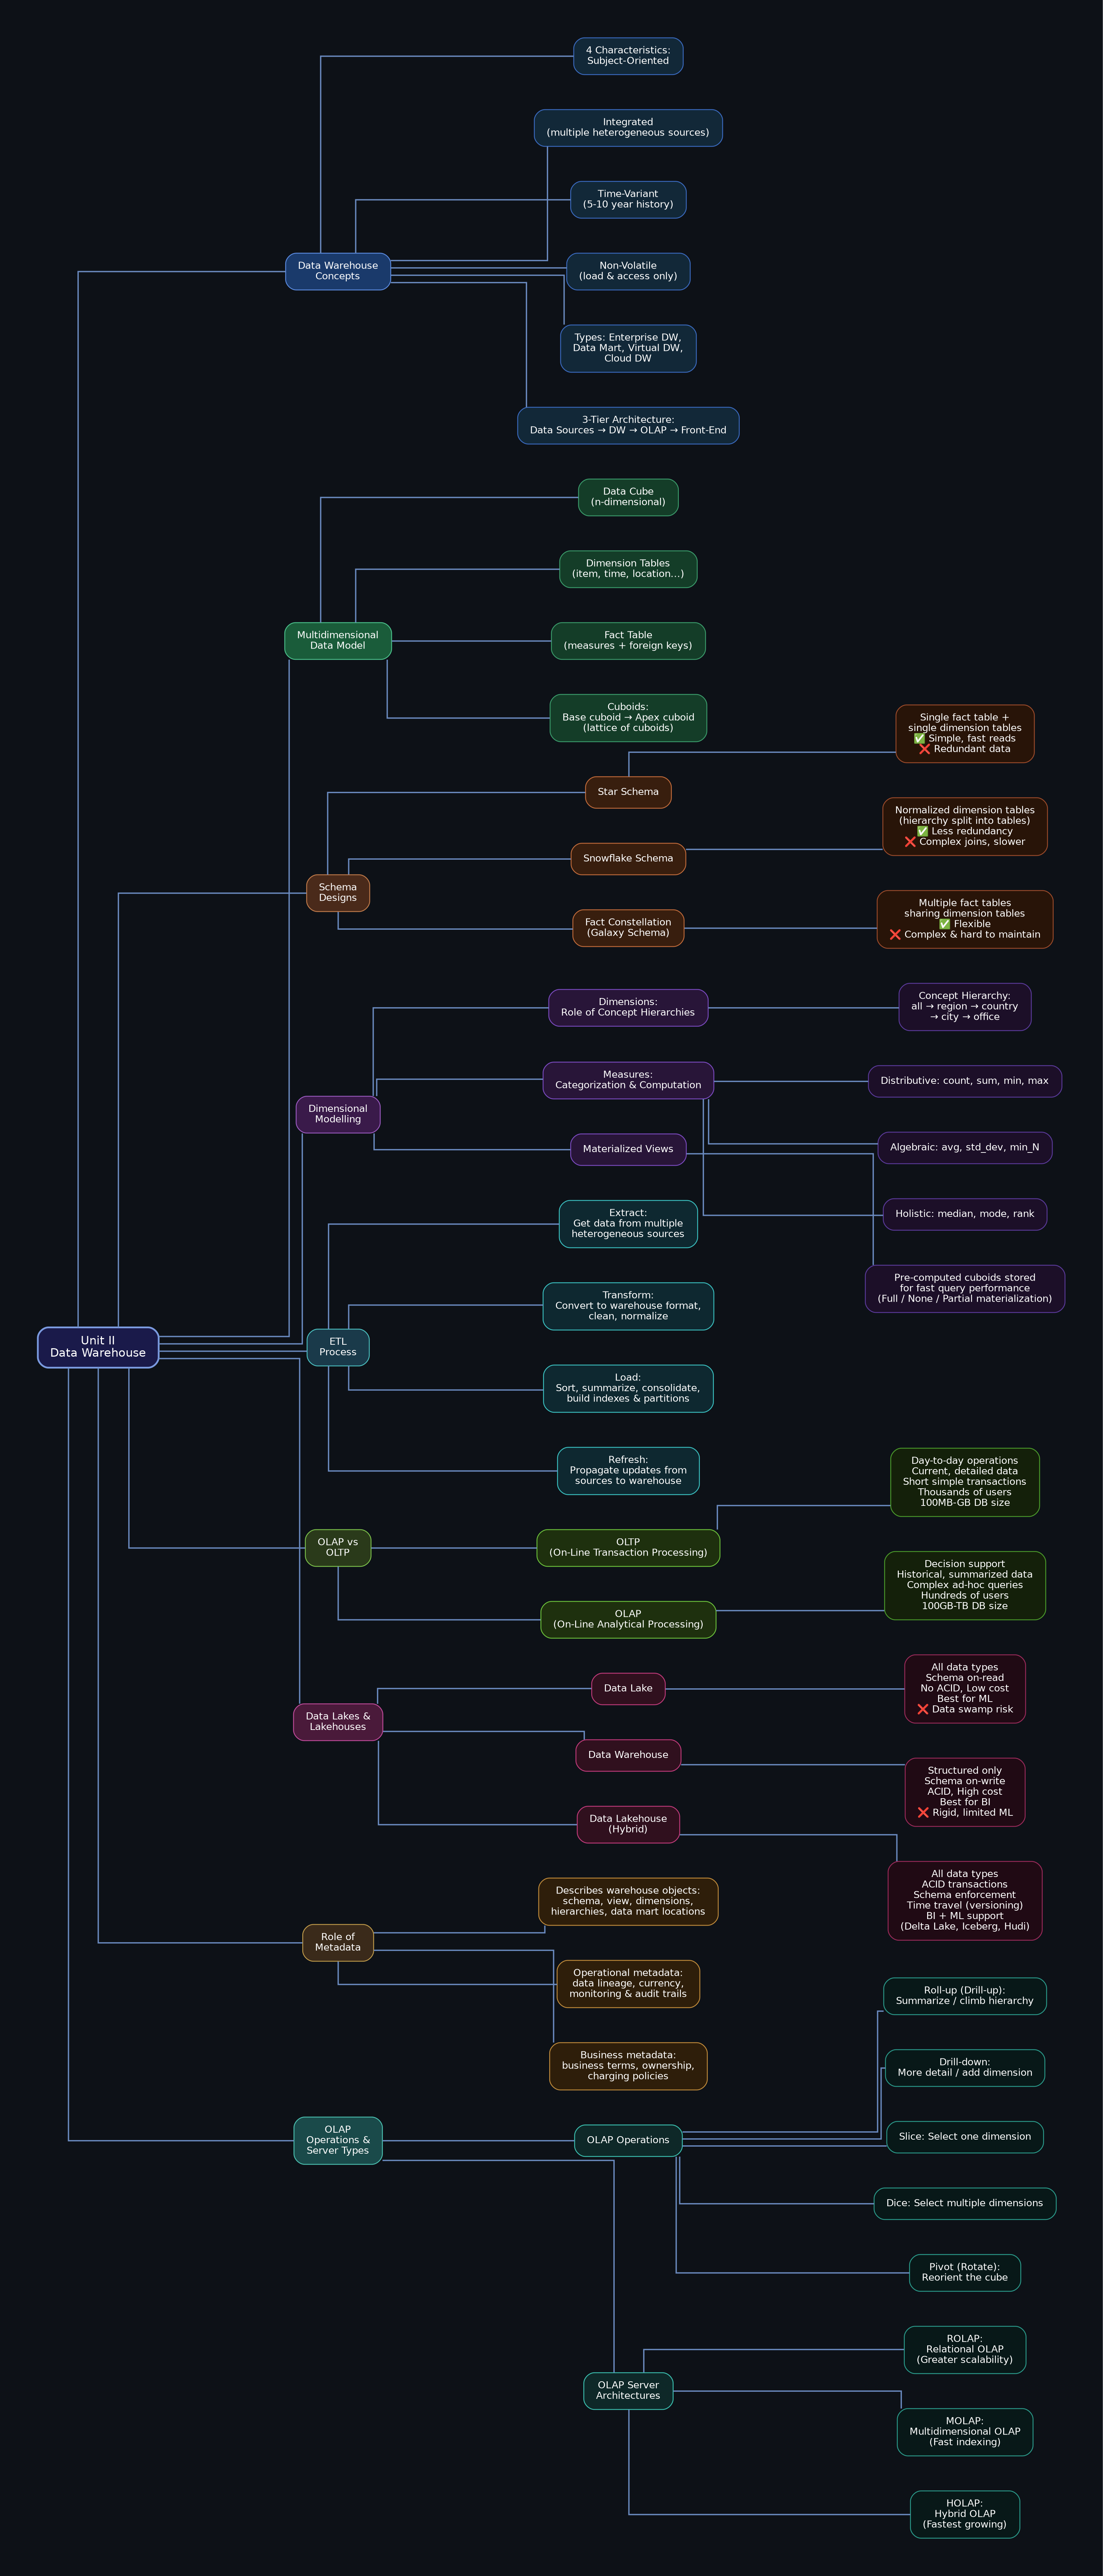 Unit II
Data Warehouse
Data Warehouse
Concepts
4 Characteristics:
Subject-Oriented
Integrated
(multiple heterogeneous sources)
Time-Variant
(5-10 year history)
Non-Volatile
(load & access only)
Types: Enterprise DW,
Data Mart, Virtual DW,
Cloud DW
3-Tier Architecture:
Data Sources → DW → OLAP → Front-End
Multidimensional
Data Model
Data Cube
(n-dimensional)
Dimension Tables
(item, time, location...)
Fact Table
(measures + foreign keys)
Cuboids:
Base cuboid → Apex cuboid
(lattice of cuboids)
Schema
Designs
Star Schema
Single fact table +
single dimension tables
✅ Simple, fast reads
❌ Redundant data
Snowflake Schema
Normalized dimension tables
(hierarchy split into tables)
✅ Less redundancy
❌ Complex joins, slower
Fact Constellation
(Galaxy Schema)
Multiple fact tables
sharing dimension tables
✅ Flexible
❌ Complex & hard to maintain
Dimensional
Modelling
Dimensions:
Role of Concept Hierarchies
Concept Hierarchy:
all → region → country
→ city → office
Measures:
Categorization & Computation
Distributive: count, sum, min, max
Algebraic: avg, std_dev, min_N
Holistic: median, mode, rank
Materialized Views
Pre-computed cuboids stored
for fast query performance
(Full / None / Partial materialization)
ETL
Process
Extract:
Get data from multiple
heterogeneous sources
Transform:
Convert to warehouse format,
clean, normalize
Load:
Sort, summarize, consolidate,
build indexes & partitions
Refresh:
Propagate updates from
sources to warehouse
OLAP vs
OLTP
OLTP
(On-Line Transaction Processing)
Day-to-day operations
Current, detailed data
Short simple transactions
Thousands of users
100MB-GB DB size
OLAP
(On-Line Analytical Processing)
Decision support
Historical, summarized data
Complex ad-hoc queries
Hundreds of users
100GB-TB DB size
Data Lakes &
Lakehouses
Data Lake
All data types
Schema on-read
No ACID, Low cost
Best for ML
❌ Data swamp risk
Data Warehouse
Structured only
Schema on-write
ACID, High cost
Best for BI
❌ Rigid, limited ML
Data Lakehouse
(Hybrid)
All data types
ACID transactions
Schema enforcement
Time travel (versioning)
BI + ML support
(Delta Lake, Iceberg, Hudi)
Role of
Metadata
Describes warehouse objects:
schema, view, dimensions,
hierarchies, data mart locations
Operational metadata:
data lineage, currency,
monitoring & audit trails
Business metadata:
business terms, ownership,
charging policies
OLAP
Operations &
Server Types
OLAP Operations
Roll-up (Drill-up):
Summarize / climb hierarchy
Drill-down:
More detail / add dimension
Slice: Select one dimension
Dice: Select multiple dimensions
Pivot (Rotate):
Reorient the cube
OLAP Server
Architectures
ROLAP:
Relational OLAP
(Greater scalability)
MOLAP:
Multidimensional OLAP
(Fast indexing)
HOLAP:
Hybrid OLAP
(Fastest growing)